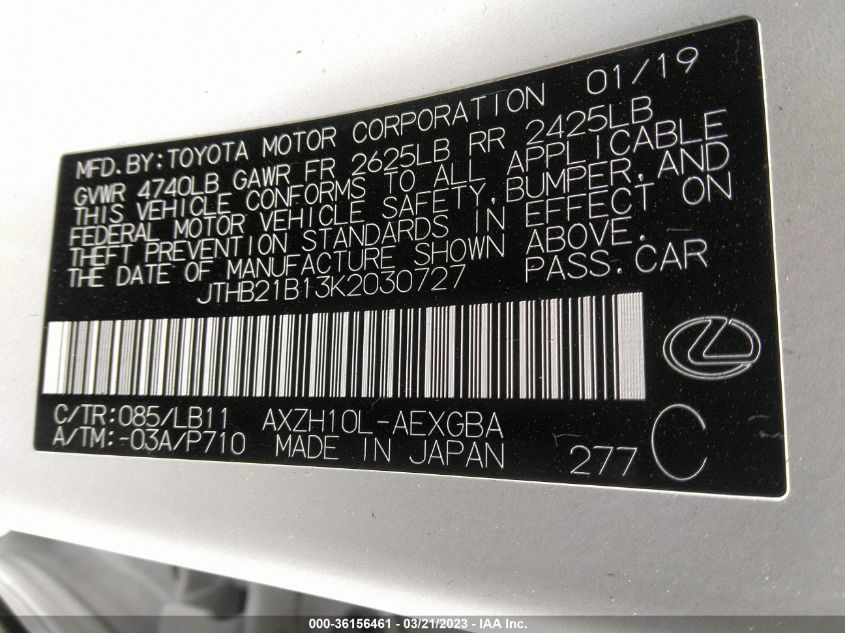 MFD.BY:TOYOTA MOTOR CORPORATION 01/19
GVWR 4740LB GAWR FR 2625LB RR 2425LB
THIS VEHICLE CONFORMS TO ALL APPLICABLE
FEDERAL MOTOR VEHICLE SAFETY,BUMPER,AND
THEFT PREVENTION STANDARDS IN EFFECT ON
THE DATE OF MANUFACTURE SHOWN ABOVE.
JTHB21B13K2030727 PASS.CAR
C/TR:085/LB11 AXZH10L-AEXGBA
A/TM:-03A/P710 MADE IN JAPAN 277 C
000-36156461 - 03/21/2023 - IAA Inc.